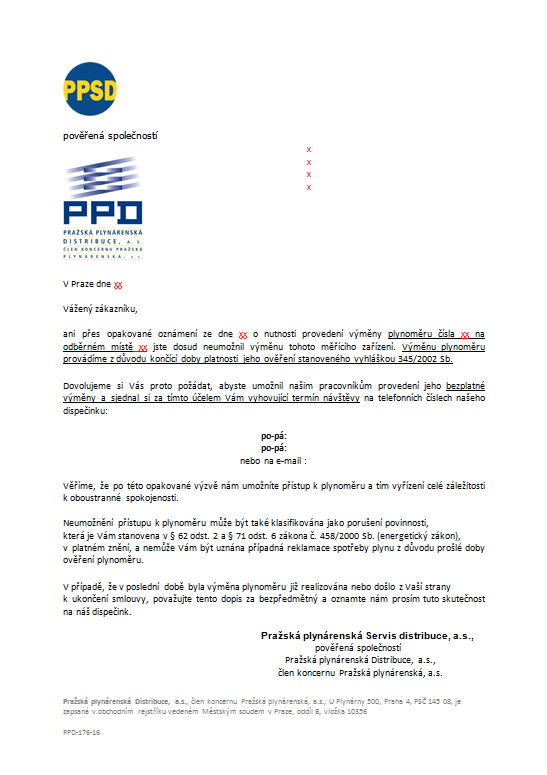 PPSD
pověřená společností
x
x
x
x
PPD
PRAŽSKÁ PLYNÁRENSKÁ
DISTRIBUCE, A. S.
ČLEN KONCERNU PRAŽSKÁ
PLYNÁRENSKÁ, a.s.
V Praze dne xx
Vážený zákazníku,
ani přes opakované oznámení ze dne xx o nutnosti provedení výměny plynoměru čísla xx na
odběrném místě xx jste dosud neumožnil výměnu tohoto měřícího zařízení. Výměnu plynoměru
provádíme z důvodu končící doby platnosti jeho ověření stanoveného vyhláškou 345/2002 Sb.
Dovolujeme si Vás proto požádat, abyste umožnil našim pracovníkům provedení jeho bezplatné
výměny a sjednal si za tímto účelem Vám vyhovující termín návštěvy na telefonních číslech našeho
dispečinku:
po-pá:
po-pá:
nebo na e-mail :
Věříme, že po této opakované výzvě nám umožníte přístup k plynoměru a tím vyřízení celé záležitosti
k oboustranné spokojenosti.
Neumožnění přístupu k plynoměru může být také klasifikována jako porušení povinnosti,
která je Vám stanovena v § 62 odst. 2 a § 71 odst. 6 zákona č. 458/2000 Sb. (energetický zákon),
v platném znění, a nemůže Vám být uznána případná reklamace spotřeby plynu z důvodu prošlé doby
ověření plynoměru.
V případě, že v poslední době byla výměna plynoměru již realizována nebo došlo z Vaší strany
k ukončení smlouvy, považujte tento dopis za bezpředmětný a oznamte nám prosím tuto skutečnost
na náš dispečink.
Pražská plynárenská Servis distribuce, a.s.,
pověřená společností
Pražská plynárenská Distribuce, a.s.,
člen koncernu Pražská plynárenská, a.s.
Pražská plynárenská Distribuce, a.s., člen koncernu Pražská plynárenská, a.s., U Plynárny 500, Praha 4, PSČ 145 08, je
zapsaná v obchodním rejstříku vedeném Městským soudem v Praze, oddíl B, vložka 10356
PPD-176-16